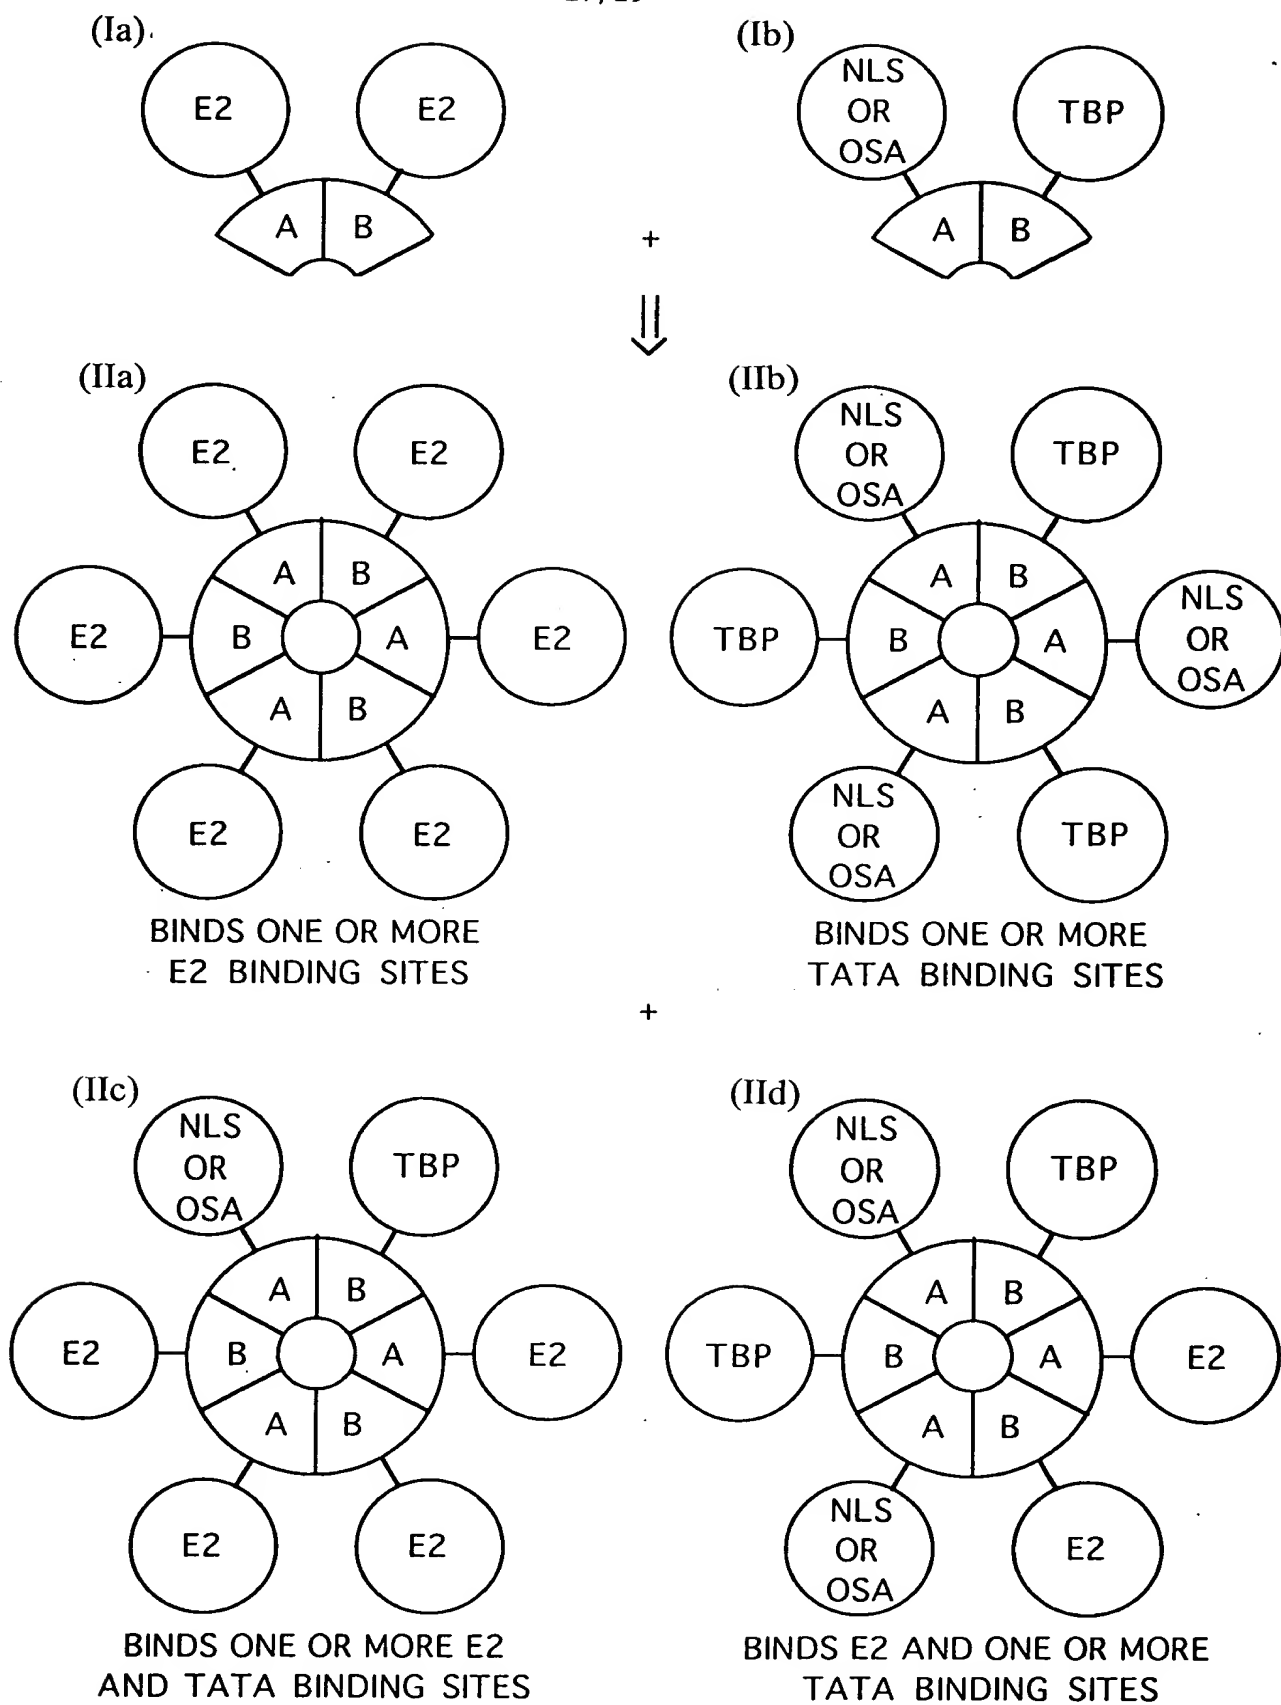 (Ia)
(Ib)
E2
E2
NLS
OR
OSA
TBP
A
B
+
A
B
(IIa)
(IIb)
E2
E2
NLS
OR
OSA
TBP
A
B
A
B
E2
B
A
E2
TBP
B
A
NLS
OR
OSA
A
B
A
B
E2
E2
NLS
OR
OSA
TBP
BINDS ONE OR MORE
E2 BINDING SITES
BINDS ONE OR MORE
TATA BINDING SITES
+
(IIc)
(IId)
NLS
OR
OSA
TBP
NLS
OR
OSA
TBP
A
B
A
B
E2
B
A
E2
TBP
B
A
E2
A
B
A
B
E2
E2
NLS
OR
OSA
E2
BINDS ONE OR MORE E2
AND TATA BINDING SITES
BINDS E2 AND ONE OR MORE
TATA BINDING SITES